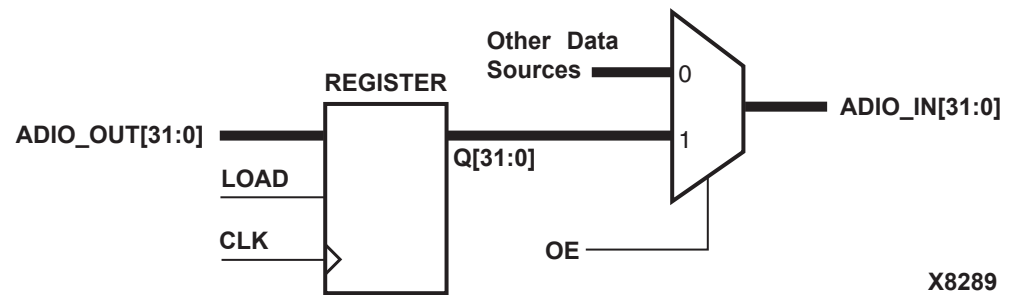 Other Data
Sources
0
REGISTER
ADIO_IN[31:0]
ADIO_OUT[31:0]
1
Q[31:0]
LOAD
CLK
OE
X8289